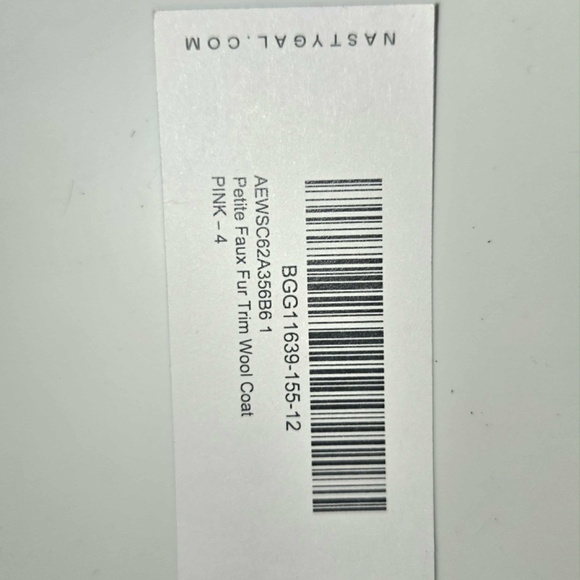 NASTYGAL.COM
BGG11639-155-12
AEWSC62A356B6 1
Petite Faux Fur Trim Wool Coat
PINK – 4